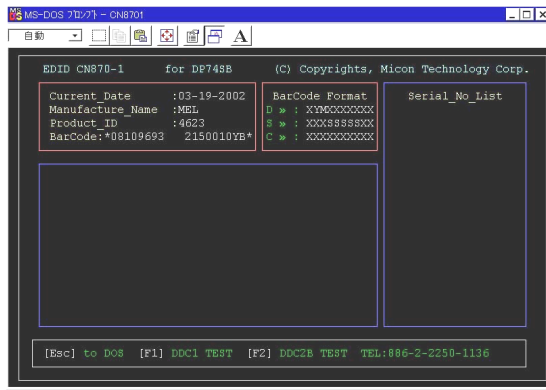 MS-DOS ﾌﾟﾛﾝﾌﾟﾄ - CN8701
自動
A
EDID CN870-1 for DP74SB (C) Copyrights, Micon Technology Corp.
Current_Date :03-19-2002
Manufacture_Name :MEL
Product_ID :4623
BarCode:*08109693 2150010YB*
BarCode Format
D » : XYMXXXXXXX
S » : XXXSSSSSXX
C » : XXXXXXXXXX
Serial_No_List
[Esc] to DOS [F1] DDC1 TEST [F2] DDC2B TEST TEL:886-2-2250-1136